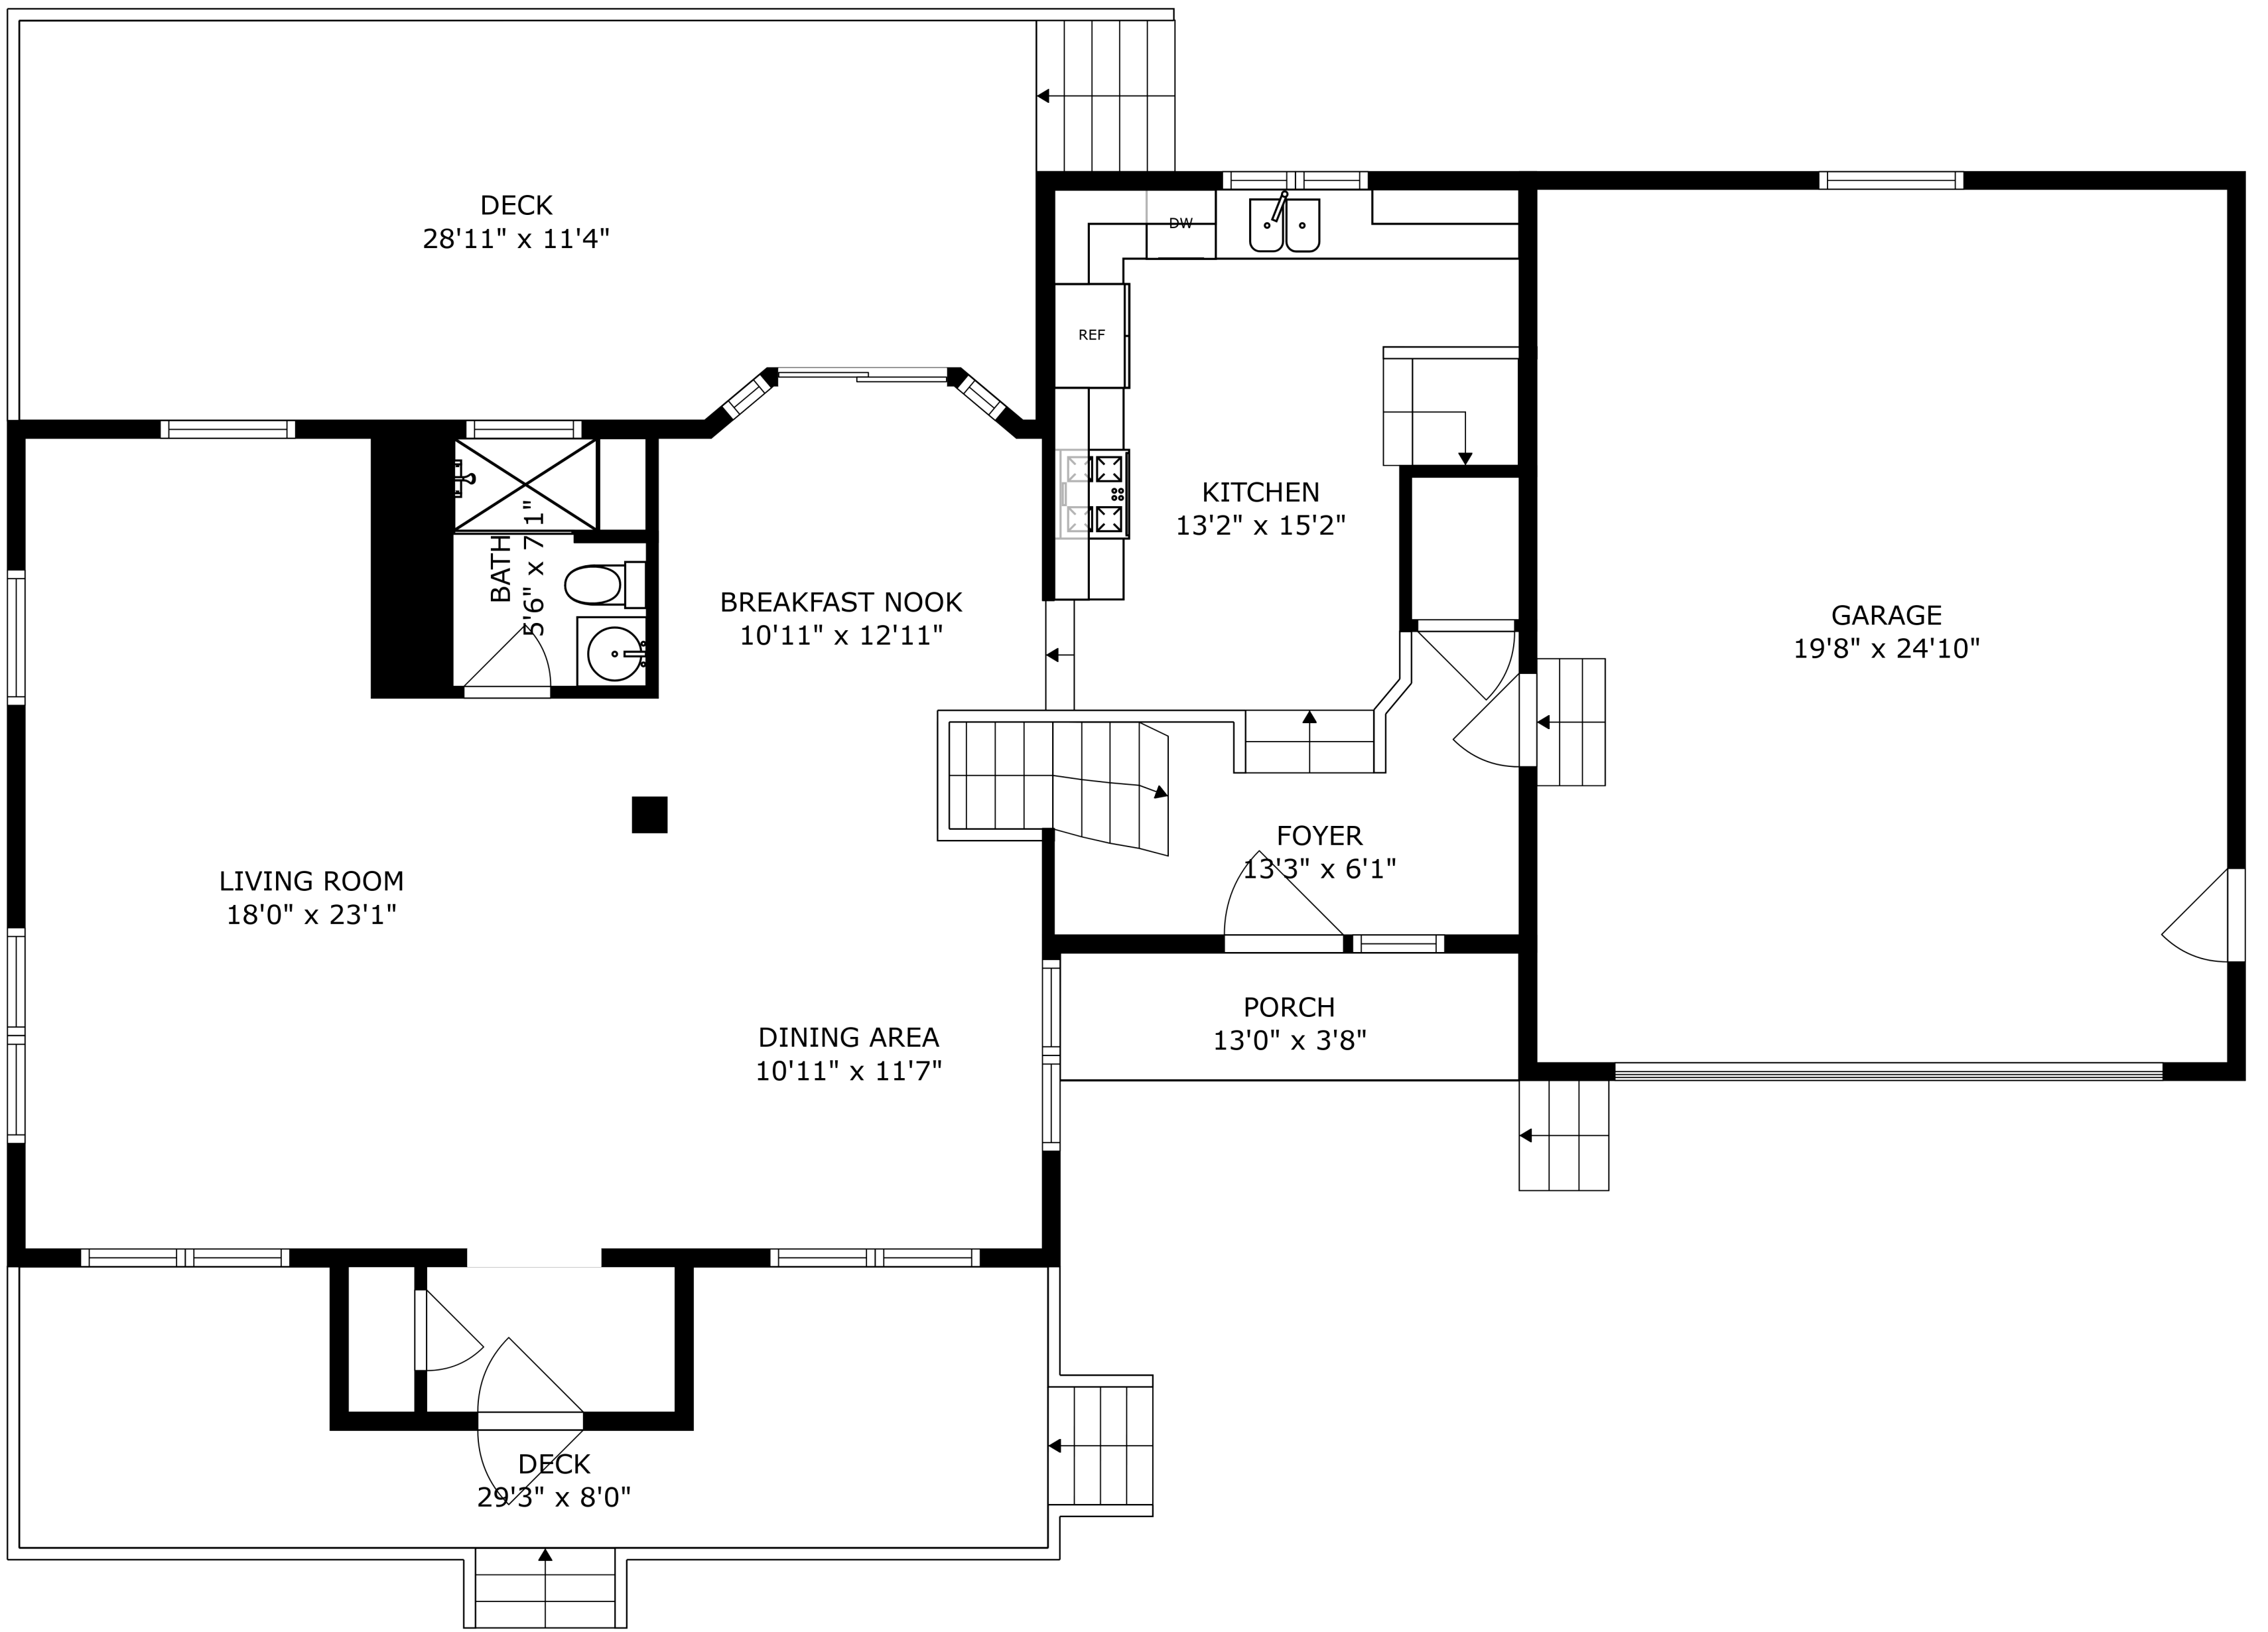 DECK
28'11" x 11'4"
DW
REF
KITCHEN
13'2" x 15'2"
BATH
5'6" x 7'1"
BREAKFAST NOOK
10'11" x 12'11"
GARAGE
19'8" x 24'10"
FOYER
13'3" x 6'1"
LIVING ROOM
18'0" x 23'1"
PORCH
13'0" x 3'8"
DINING AREA
10'11" x 11'7"
DECK
29'3" x 8'0"